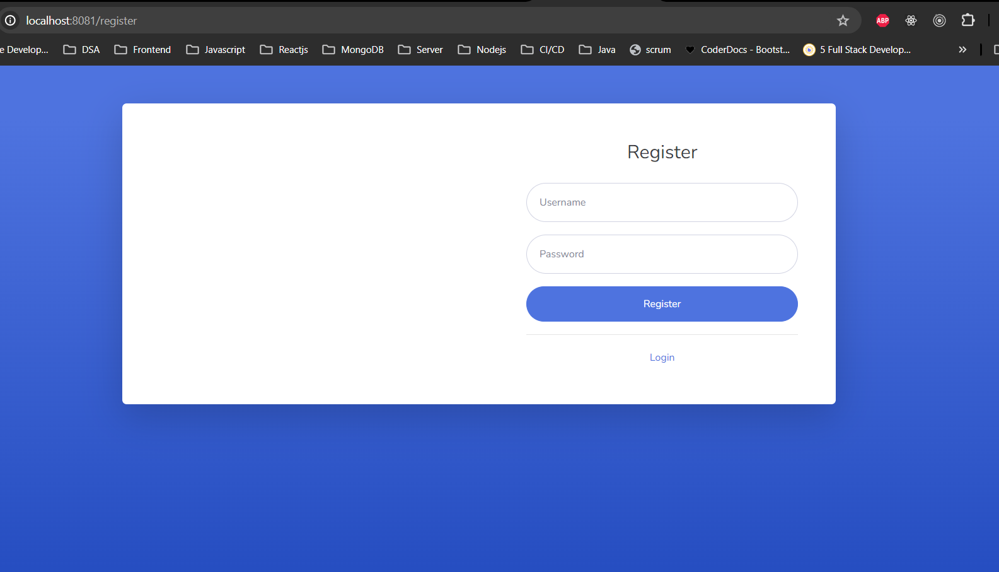 localhost:8081/register
ABP
e Develop... DSA Frontend Javascript Reactjs MongoDB Server Nodejs CI/CD Java scrum CoderDocs - Bootst... 5 Full Stack Develop... »
Register
Username
Password
Register
Login